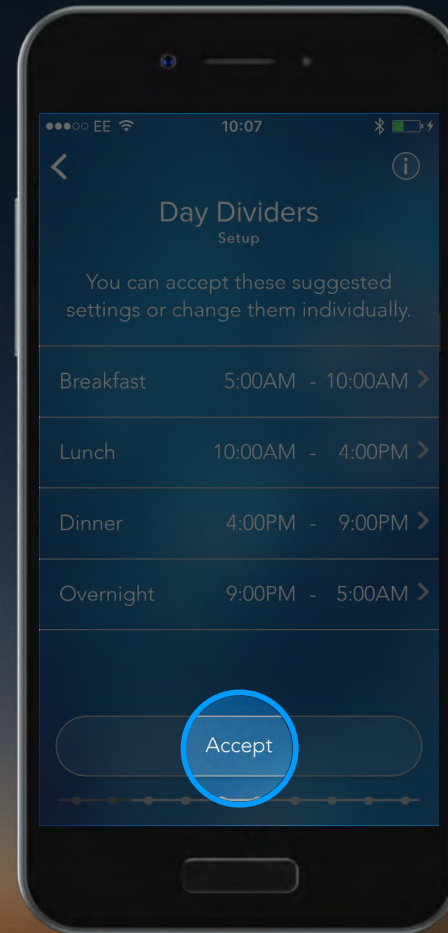 EE 10:07
Day Dividers
Setup
You can accept these suggested
settings or change them individually.
Breakfast 5:00AM - 10:00AM
Lunch 10:00AM - 4:00PM
Dinner 4:00PM - 9:00PM
Overnight 9:00PM - 5:00AM
Accept